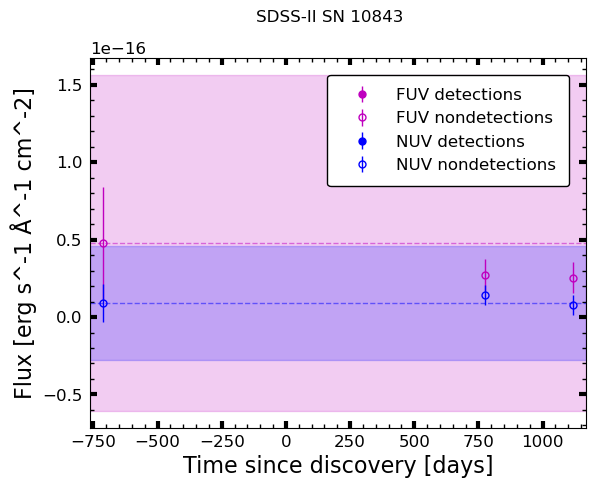 SDSS-II SN 10843
1e−16
FUV detections
FUV nondetections
NUV detections
NUV nondetections
1.5
1.0
0.5
0.0
−0.5
Flux [erg s^-1 Å^-1 cm^-2]
−750 −500 −250 0 250 500 750 1000
Time since discovery [days]